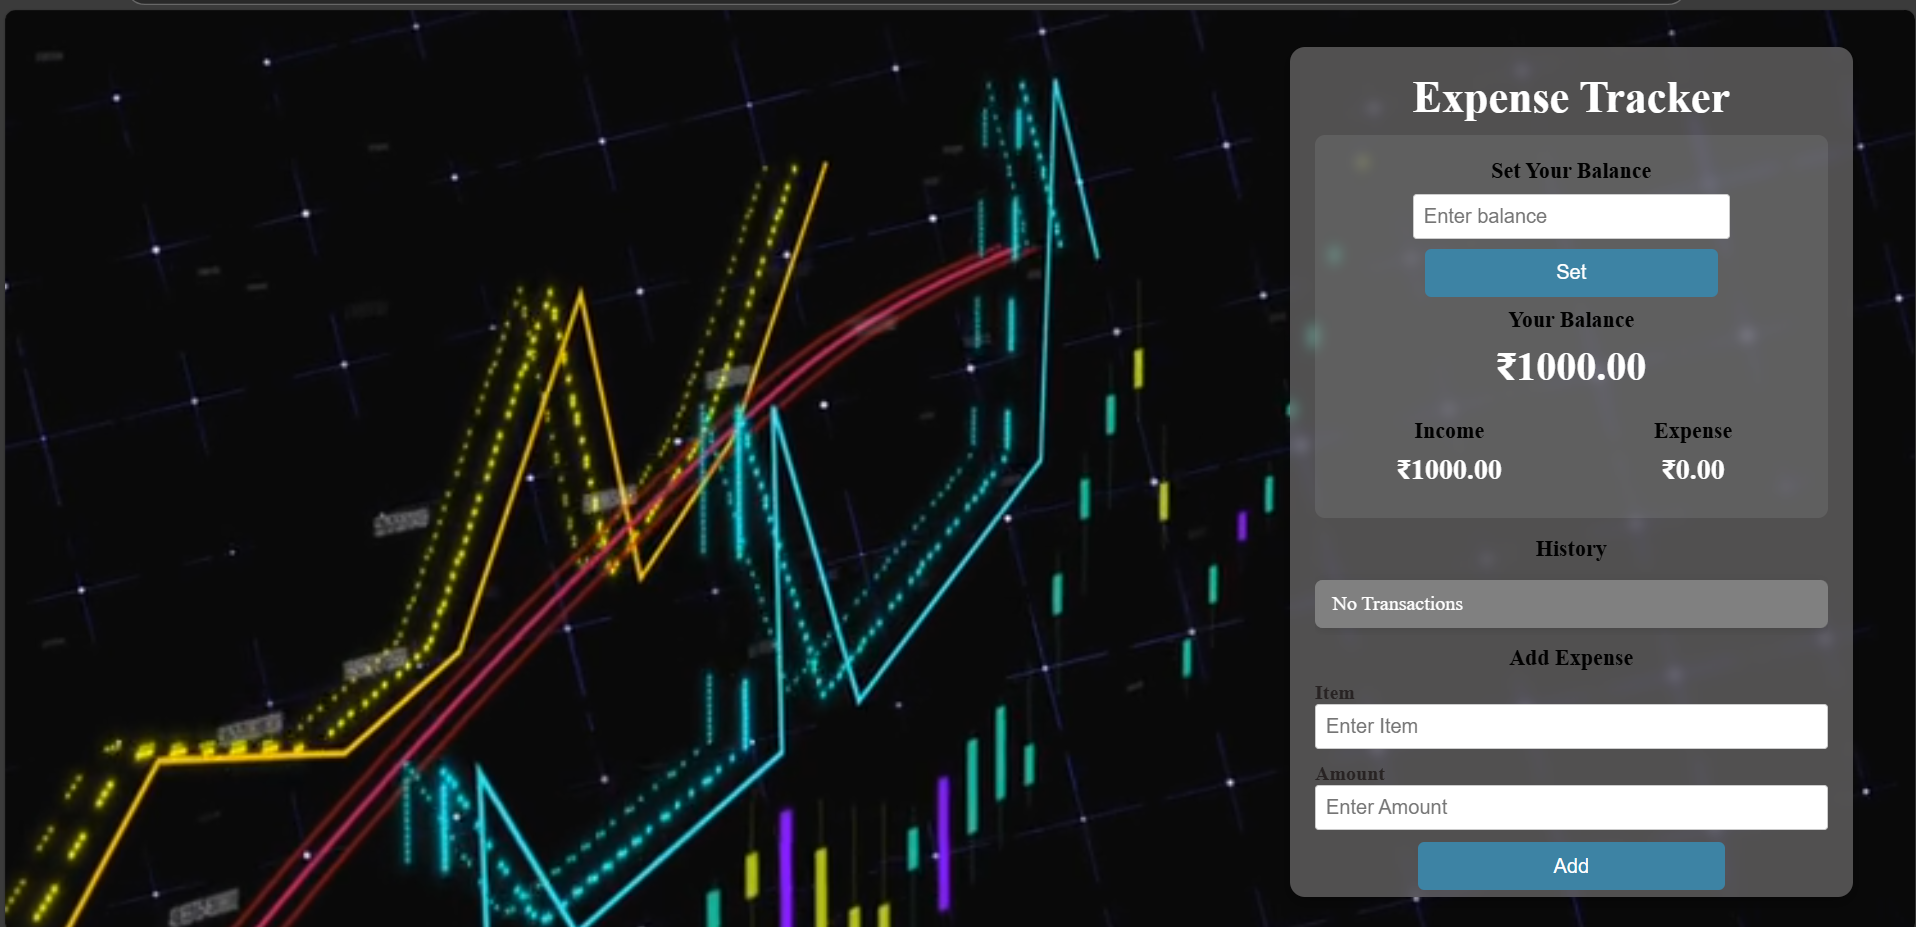 Expense Tracker
Set Your Balance
Enter balance
Set
Your Balance
₹1000.00
Income
Expense
₹1000.00
₹0.00
History
No Transactions
Add Expense
Item
Enter Item
Amount
Enter Amount
Add